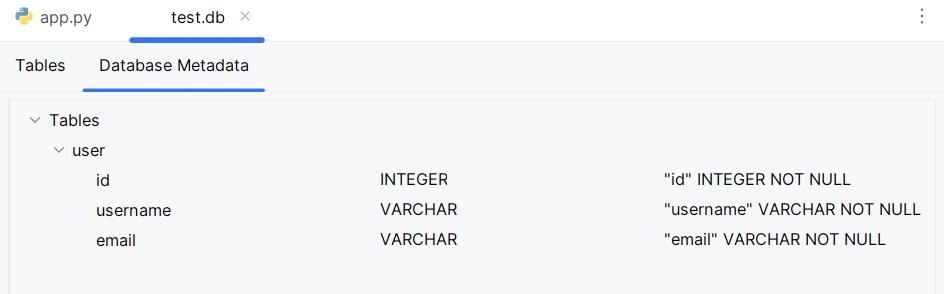 app.py test.db
Tables Database Metadata
Tables
user
id INTEGER "id" INTEGER NOT NULL
username VARCHAR "username" VARCHAR NOT NULL
email VARCHAR "email" VARCHAR NOT NULL